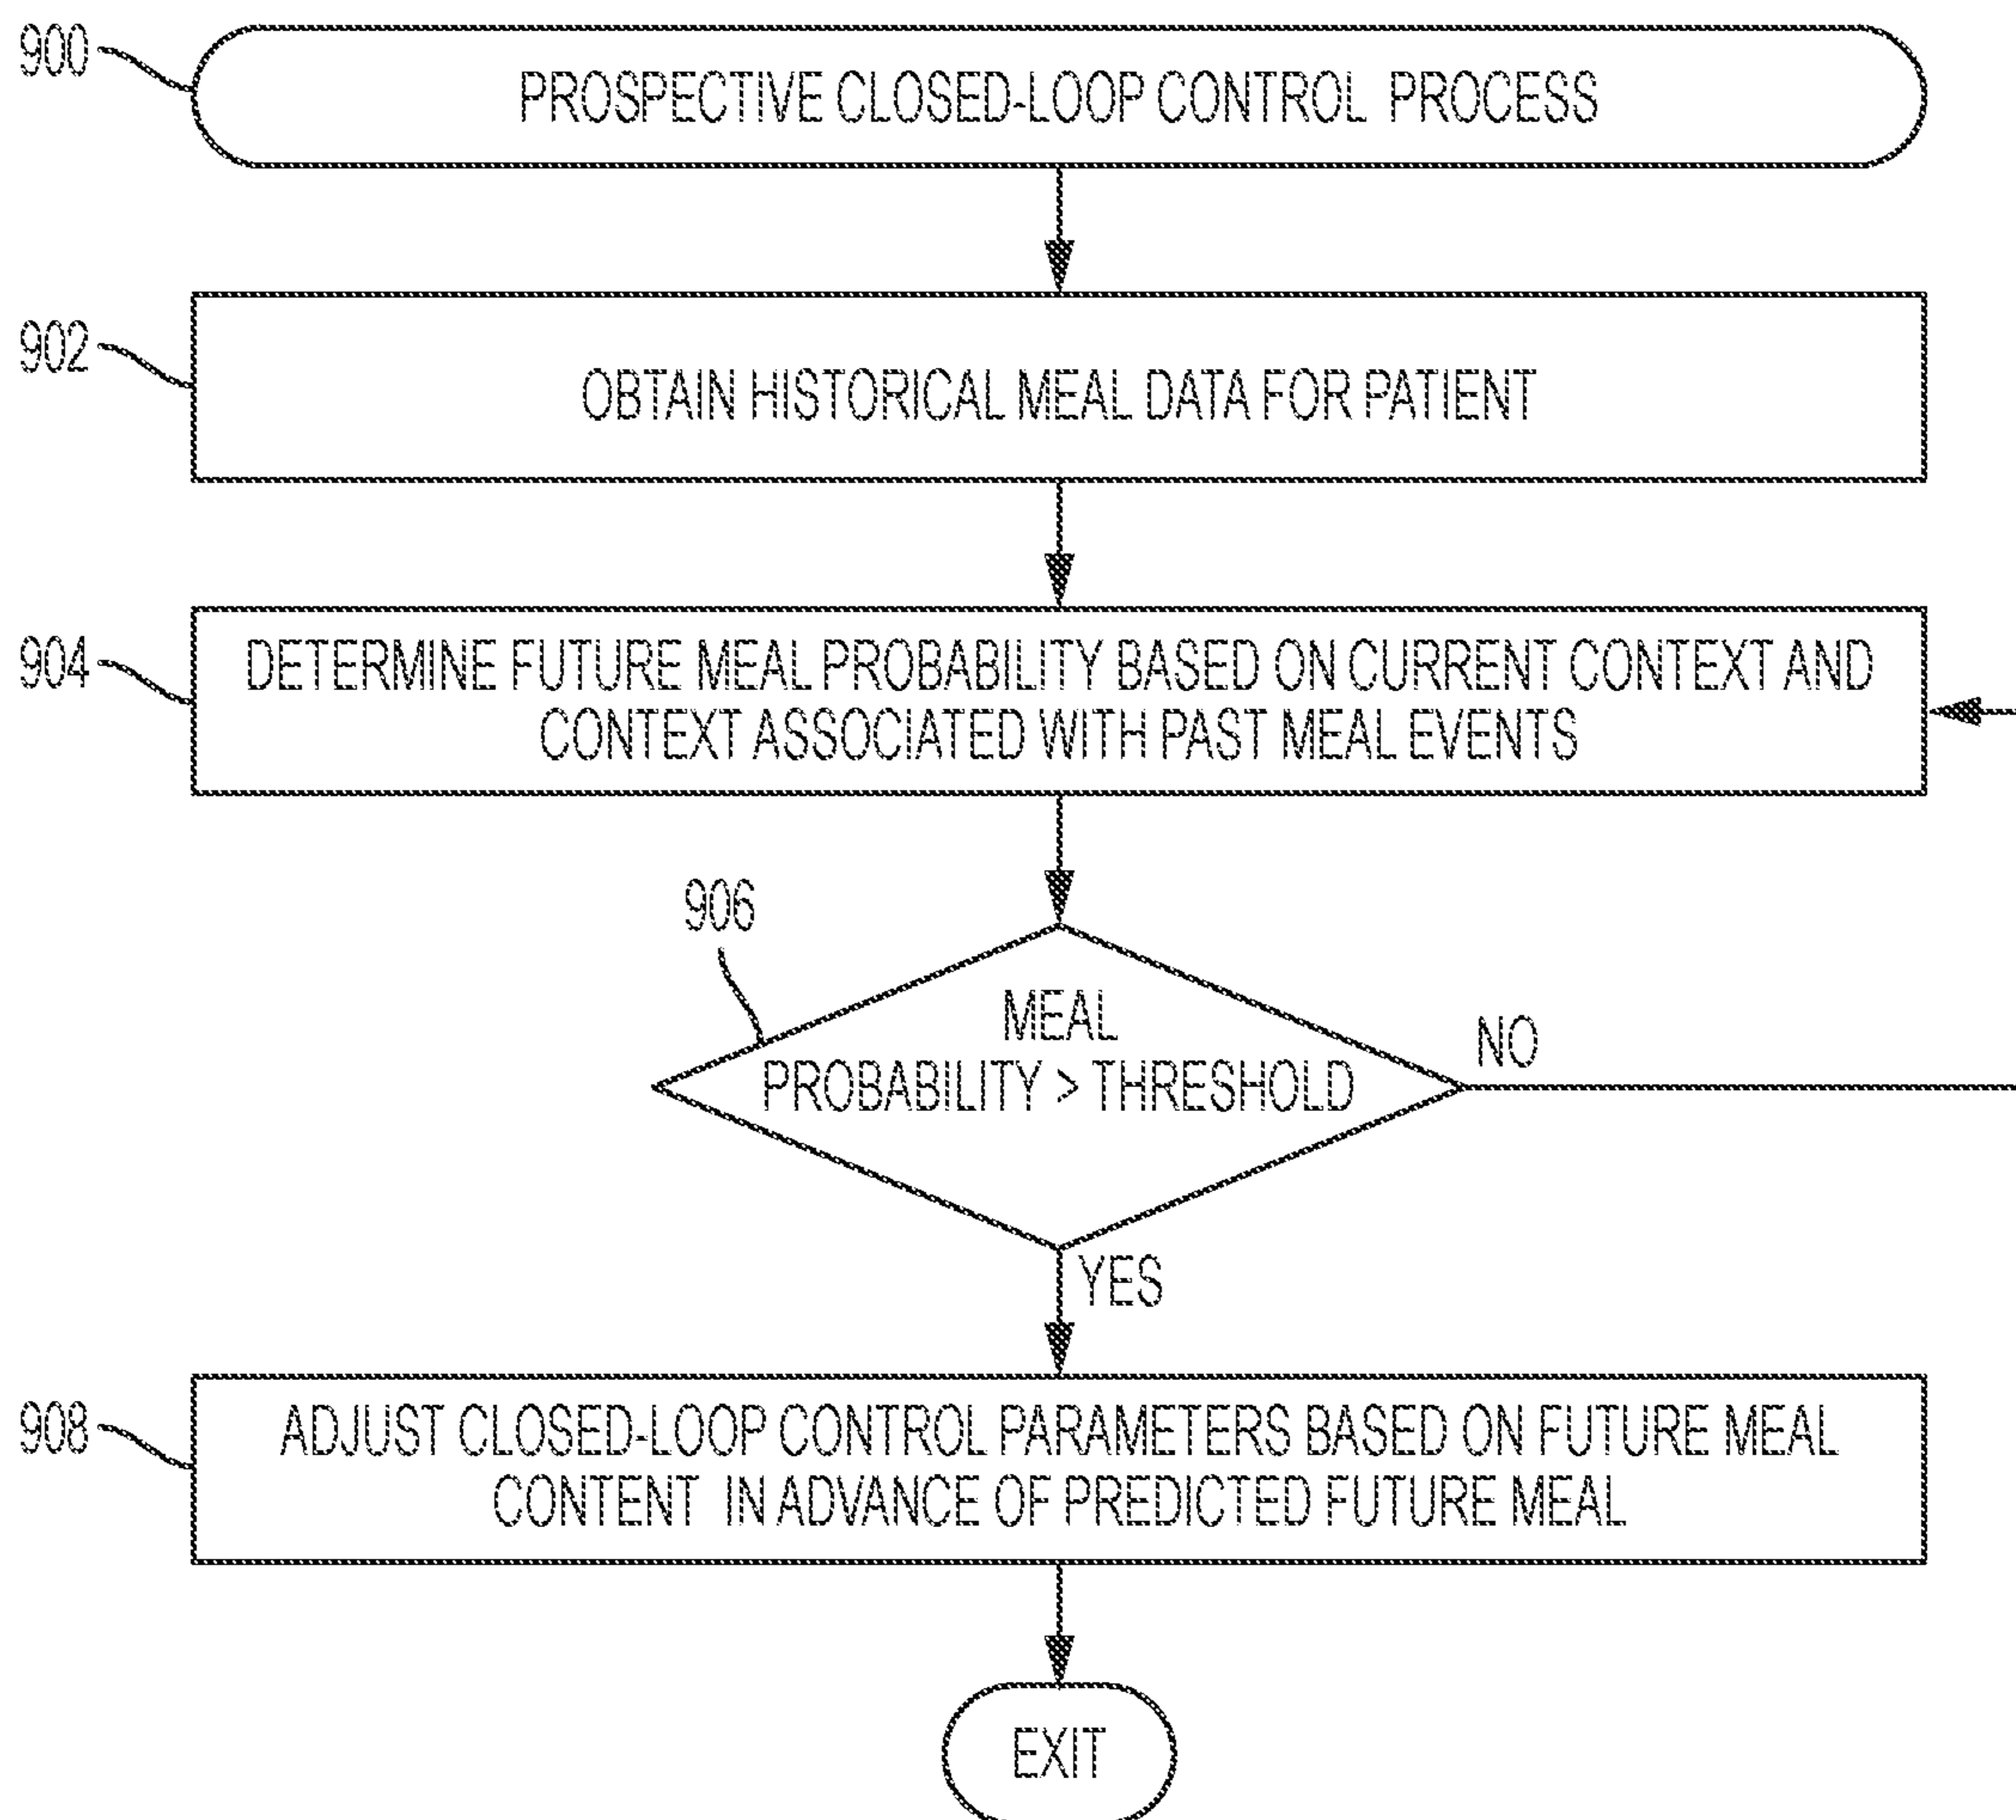 900
PROSPECTIVE CLOSED-LOOP CONTROL PROCESS
902
OBTAIN HISTORICAL MEAL DATA FOR PATIENT
904
DETERMINE FUTURE MEAL PROBABILITY BASED ON CURRENT CONTEXT AND
CONTEXT ASSOCIATED WITH PAST MEAL EVENTS
906
MEAL
PROBABILITY > THRESHOLD
NO
YES
908
ADJUST CLOSED-LOOP CONTROL PARAMETERS BASED ON FUTURE MEAL
CONTENT IN ADVANCE OF PREDICTED FUTURE MEAL
EXIT